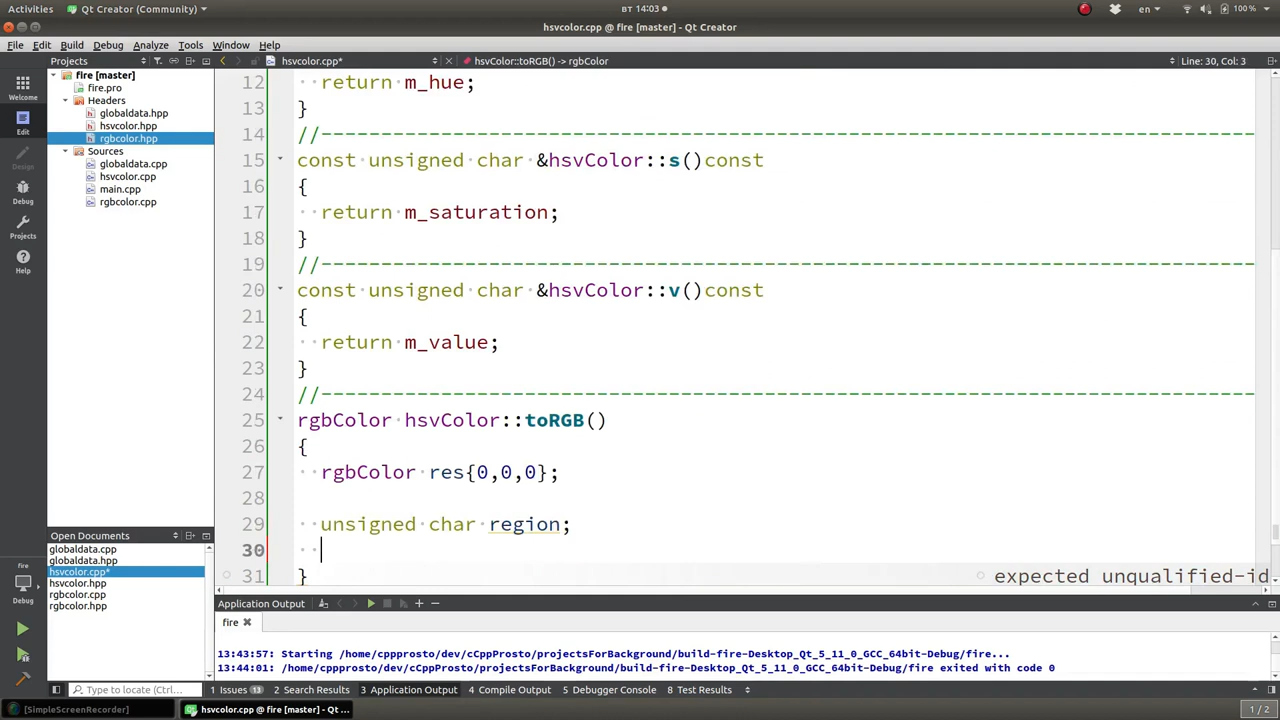 Activities
Qt Creator (Community)
вт 14:03
en
100 %
hsvcolor.cpp @ fire [master] - Qt Creator
File Edit Build Debug Analyze Tools Window Help
Projects
hsvcolor.cpp*
hsvColor::toRGB() -> rgbColor
Line: 30, Col: 3
Welcome
Edit
Design
Debug
Projects
Help
fire
Debug
fire [master]
fire.pro
Headers
globaldata.hpp
hsvcolor.hpp
rgbcolor.hpp
Sources
globaldata.cpp
hsvcolor.cpp
main.cpp
rgbcolor.cpp
Open Documents
globaldata.cpp
globaldata.hpp
hsvcolor.cpp*
hsvcolor.hpp
rgbcolor.cpp
rgbcolor.hpp
12 return m_hue;
13 }
14 //-------------------------------------------------------------------------------
15 const unsigned char &hsvColor::s()const
16 {
17 return m_saturation;
18 }
19 //-------------------------------------------------------------------------------
20 const unsigned char &hsvColor::v()const
21 {
22 return m_value;
23 }
24 //-------------------------------------------------------------------------------
25 rgbColor hsvColor::toRGB()
26 {
27 rgbColor res{0,0,0};
28
29 unsigned char region;
30
31 } expected unqualified-id
Application Output
fire
13:43:57: Starting /home/cppprosto/dev/cCppProsto/projectsForBackground/build-fire-Desktop_Qt_5_11_0_GCC_64bit-Debug/fire...
13:44:01: /home/cppprosto/dev/cCppProsto/projectsForBackground/build-fire-Desktop_Qt_5_11_0_GCC_64bit-Debug/fire exited with code 0
Type to locate (Ctrl...
1 Issues 13 2 Search Results 3 Application Output 4 Compile Output 5 Debugger Console 8 Test Results
[SimpleScreenRecorder]
hsvcolor.cpp @ fire [master] - Qt ...
1 / 2